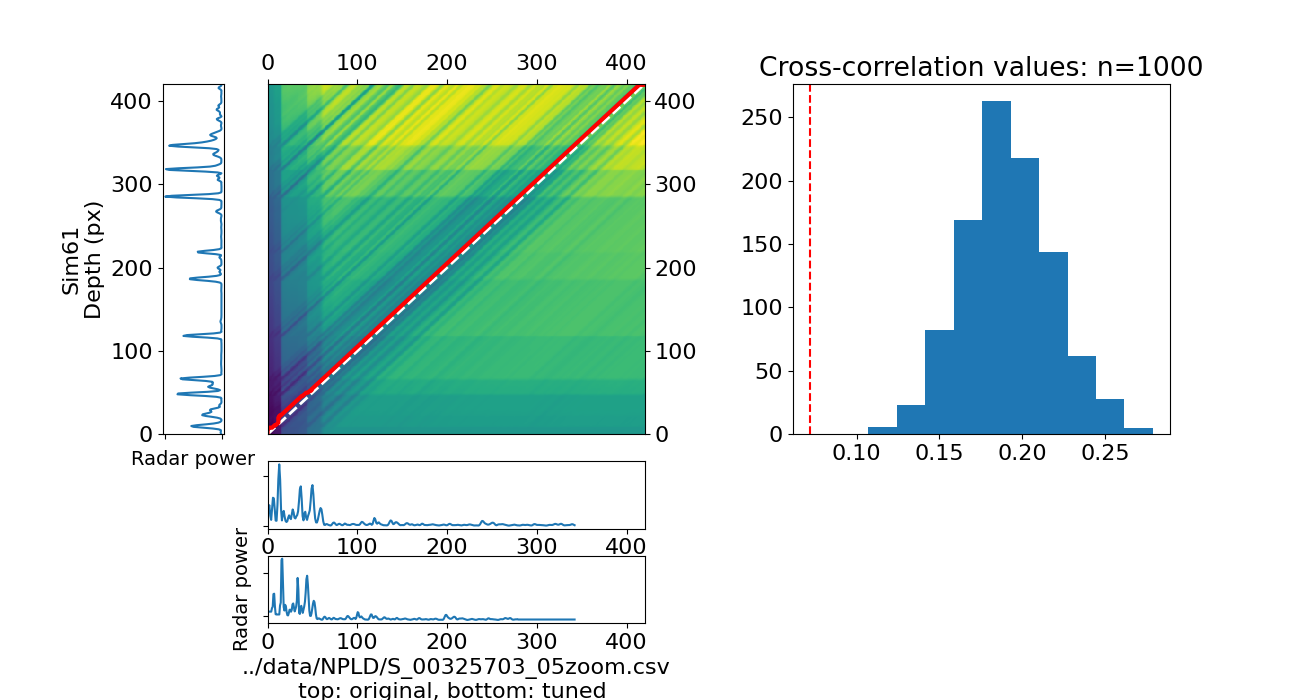 0 100 200 300 400
Cross-correlation values: n=1000
400
300
200
100
0
Sim61
Depth (px)
Radar power
400
300
200
100
0
250
200
150
100
50
0
0.10 0.15 0.20 0.25
0 100 200 300 400
Radar power
0 100 200 300 400
../data/NPLD/S_00325703_05zoom.csv
top: original, bottom: tuned